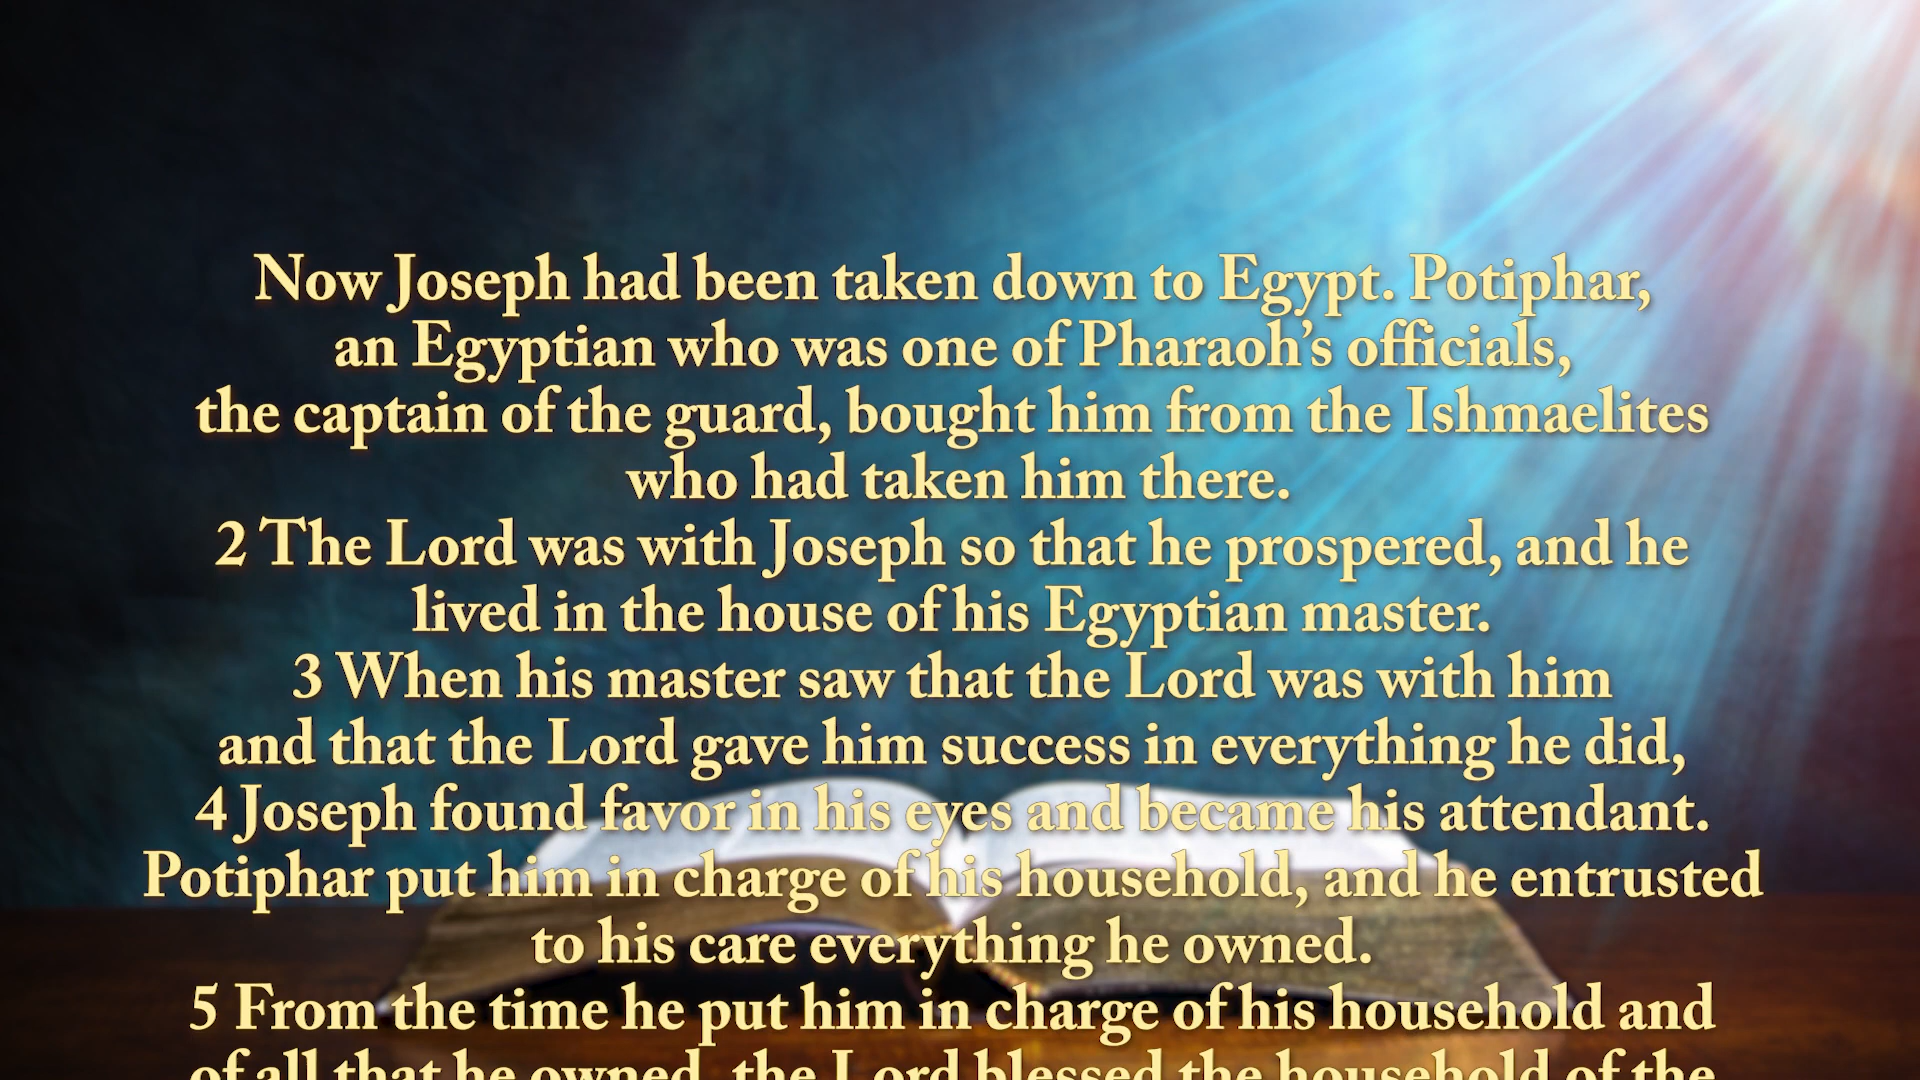 Now Joseph had been taken down to Egypt. Potiphar,
an Egyptian who was one of Pharaoh’s officials,
the captain of the guard, bought him from the Ishmaelites
who had taken him there.
2 The Lord was with Joseph so that he prospered, and he
lived in the house of his Egyptian master.
3 When his master saw that the Lord was with him
and that the Lord gave him success in everything he did,
4 Joseph found favor in his eyes and became his attendant.
Potiphar put him in charge of his household, and he entrusted
to his care everything he owned.
5 From the time he put him in charge of his household and
of all that he owned, the Lord blessed the household of the